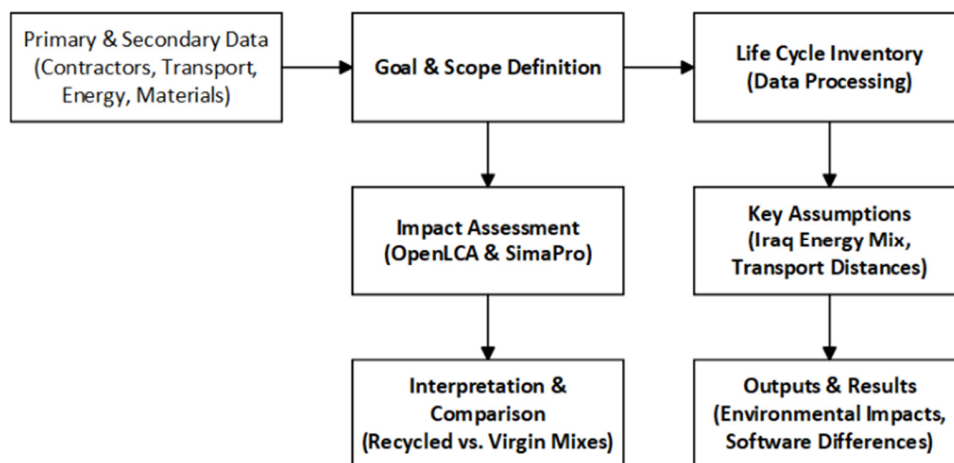 Primary & Secondary Data
(Contractors, Transport,
Energy, Materials)
Goal & Scope Definition
Life Cycle Inventory
(Data Processing)
Impact Assessment
(OpenLCA & SimaPro)
Key Assumptions
(Iraq Energy Mix,
Transport Distances)
Interpretation &
Comparison
(Recycled vs. Virgin Mixes)
Outputs & Results
(Environmental Impacts,
Software Differences)